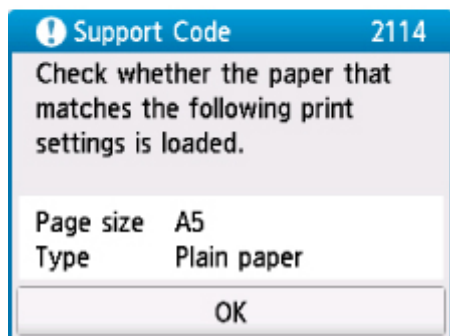 Support Code 2114
Check whether the paper that
matches the following print
settings is loaded.
Page size A5
Type Plain paper
OK